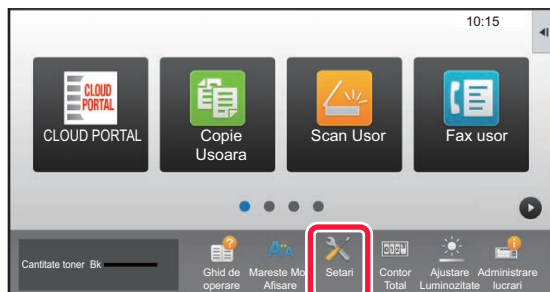 10:15
CLOUD
PORTAL
CLOUD PORTAL
Copie
Usoara
Scan Usor
Fax usor
Cantitate toner Bk
Ghid de
operare
Mareste Mod
Afisare
Setari
Contor
Total
Ajustare
Luminozitate
Administrare
lucrari